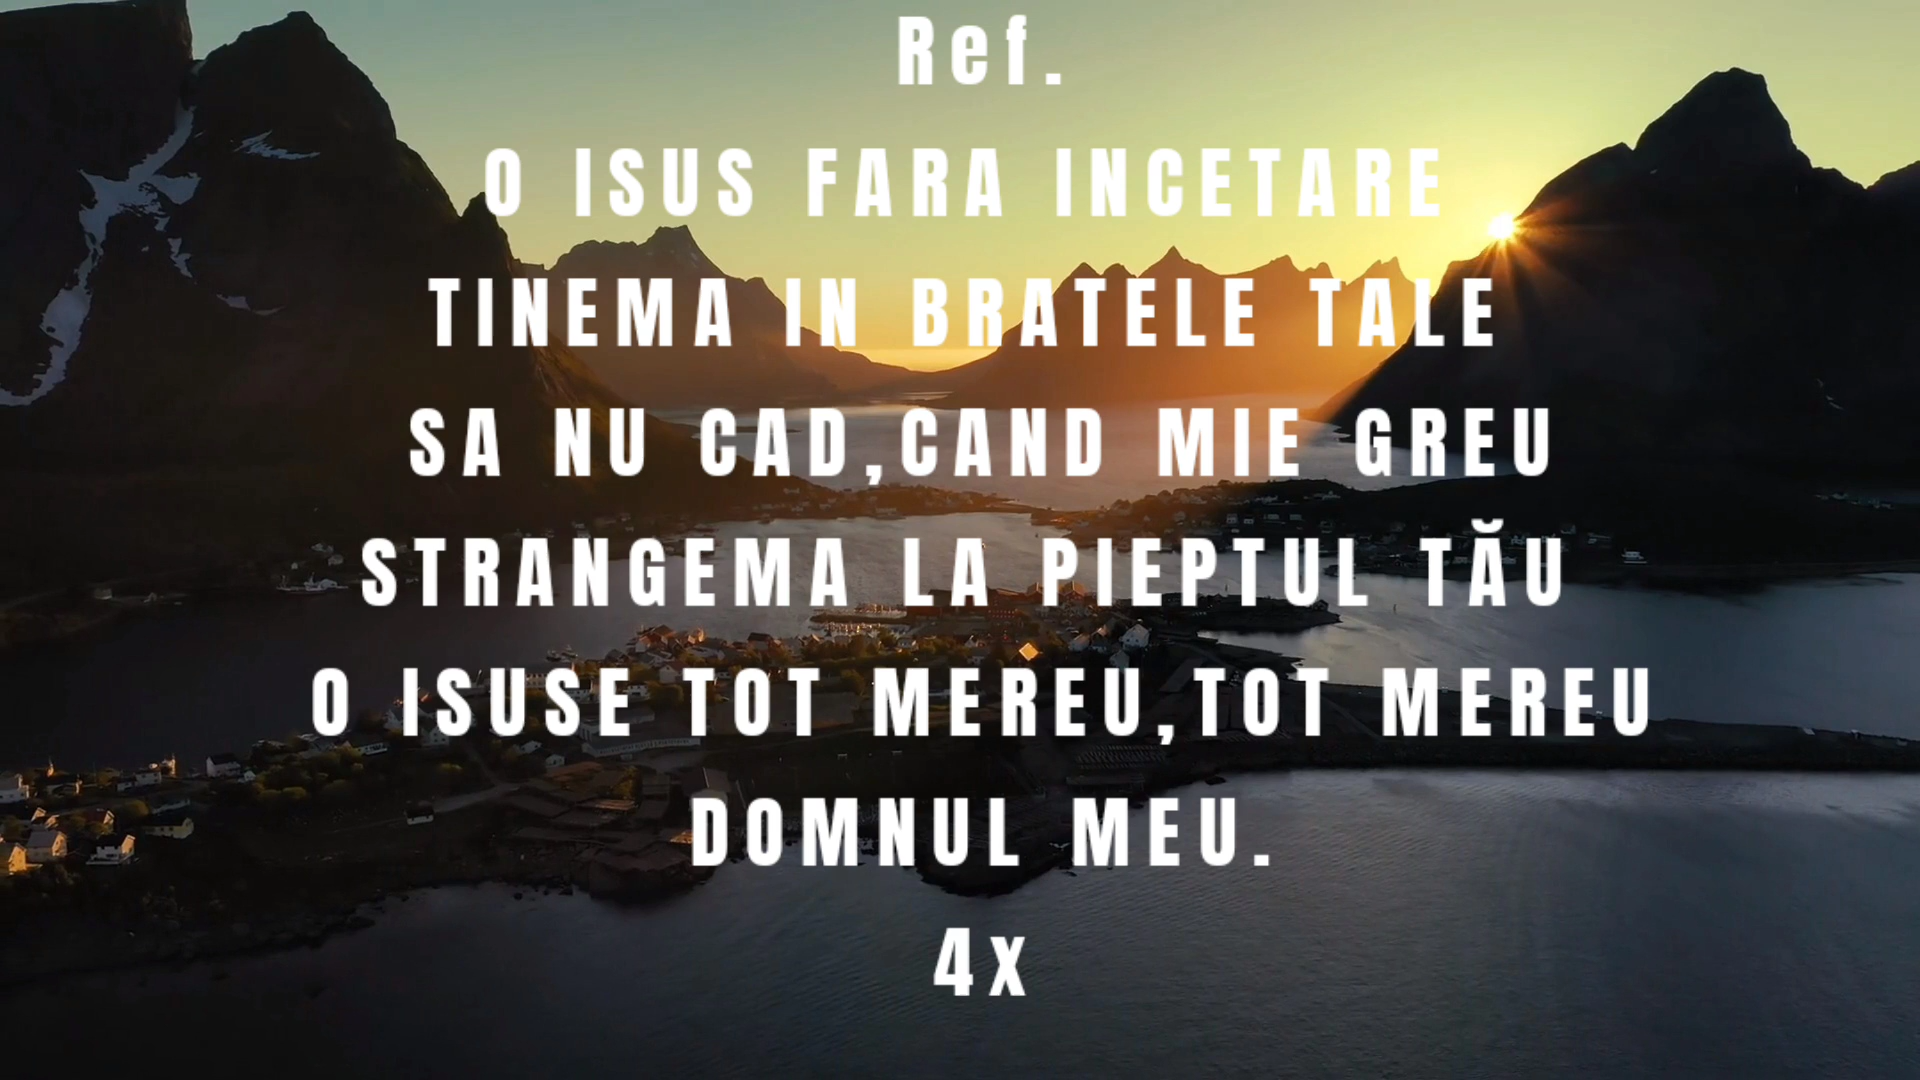 Ref.
O ISUS FARA INCETARE
TINEMA IN BRATELE TALE
SA NU CAD,CAND MIE GREU
STRANGEMA LA PIEPTUL TĂU
O ISUSE TOT MEREU,TOT MEREU
DOMNUL MEU.
4x